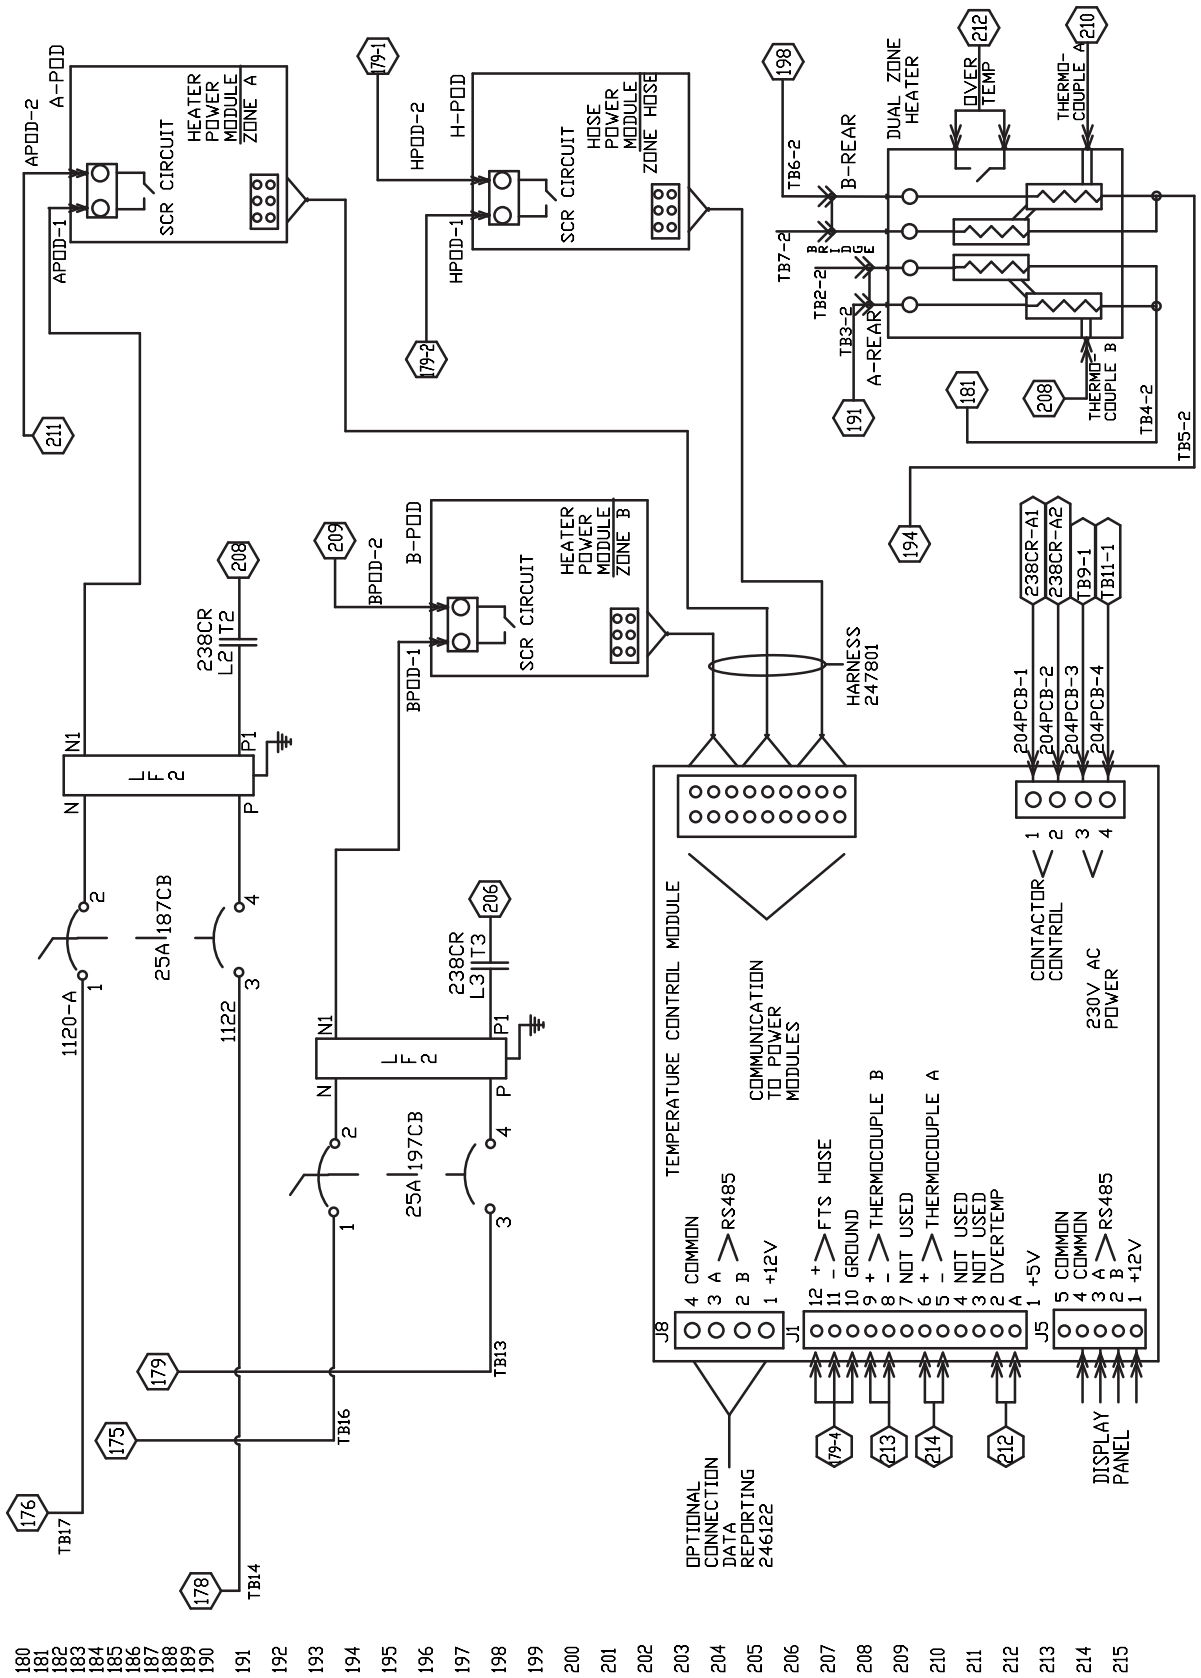 180
181
182
183
184
185
186
187
188
189
190
191
192
193
194
195
196
197
198
199
200
201
202
203
204
205
206
207
208
209
210
211
212
213
214
215
176
TB17
178
TB14
1120-A
1
2
25A 187CB
1122
3
4
N
N1
LF2
P
P1
238CR
L2 T2
208
211
APOD-1
APOD-2
A-POD
SCR CIRCUIT
HEATER
POWER
MODULE
ZONE A
175
TB16
179
TB13
1
2
25A 197CB
3
4
N
N1
LF2
P
P1
238CR
L3 T3
206
209
BPOD-1
BPOD-2
B-POD
SCR CIRCUIT
HEATER
POWER
MODULE
ZONE B
179-2
179-1
HPOD-1
HPOD-2
H-POD
SCR CIRCUIT
HOSE
POWER
MODULE
ZONE HOSE
HARNESS
247801
TEMPERATURE CONTROL MODULE
COMMUNICATION
TO POWER
MODULES
OPTIONAL
CONNECTION
DATA
REPORTING
246122
J8
4 COMMON
3 A
RS485
2 B
1 +12V
J1
12 +
FTS HOSE
11 -
10 GROUND
9 +
THERMOCOUPLE B
8 -
7 NOT USED
6 +
THERMOCOUPLE A
5 -
4 NOT USED
3 NOT USED
2 OVERTEMP
A
1 +5V
179-4
213
214
212
J5
5 COMMON
4 COMMON
3 A
RS485
2 B
1 +12V
DISPLAY
PANEL
CONTACTOR
CONTROL
230V AC
POWER
1
2
3
4
204PCB-1
204PCB-2
204PCB-3
204PCB-4
238CR-A1
238CR-A2
TB9-1
TB11-1
198
TB6-2
TB7-2
BRIDGE
TB2-2
TB3-2
B-REAR
A-REAR
191
181
208
194
DUAL ZONE
HEATER
OVER
TEMP
212
THERMO-
COUPLE A
210
THERMO-
COUPLE B
TB4-2
TB5-2